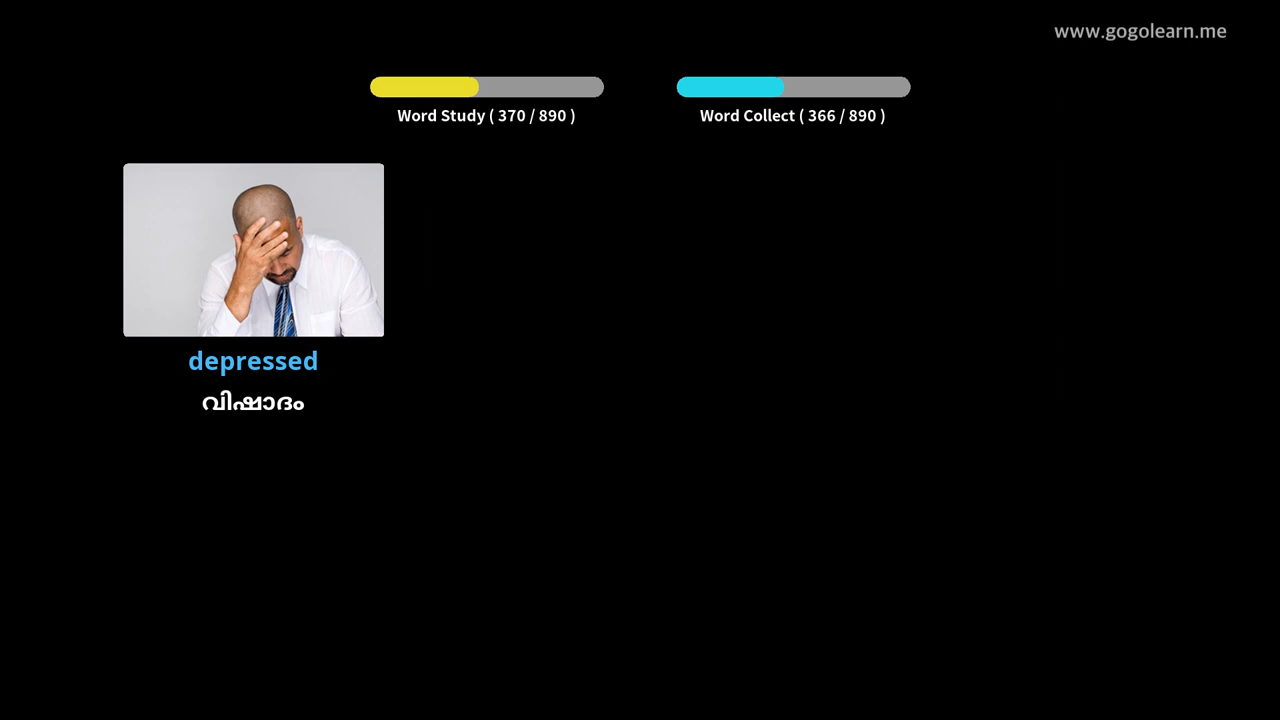 www.gogolearn.me
Word Study ( 370 / 890 )
Word Collect ( 366 / 890 )
depressed
വിഷാദം